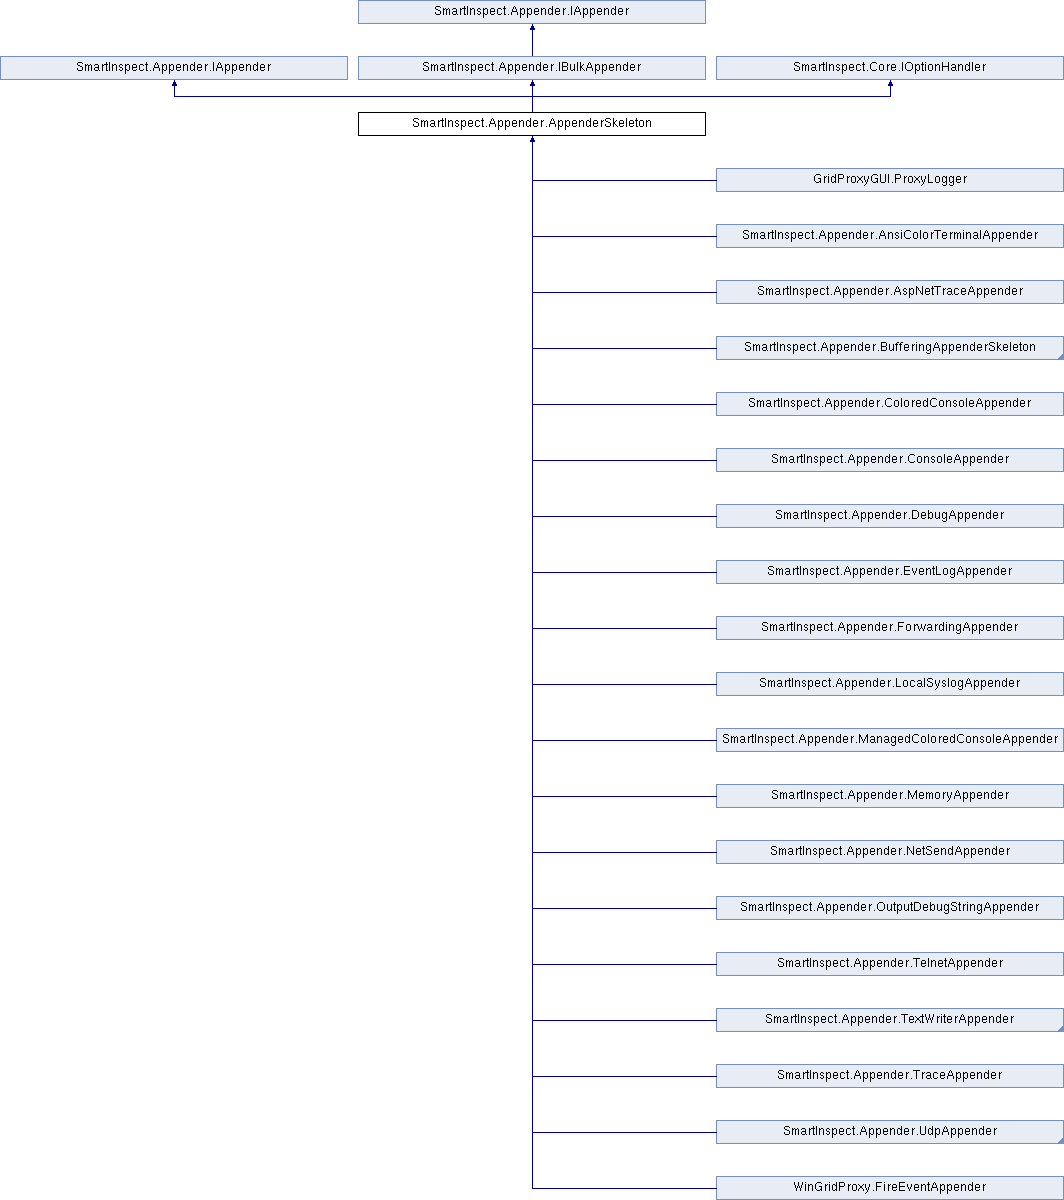 SmartInspect.Appender.IAppender
SmartInspect.Appender.IAppender
SmartInspect.Appender.IBulkAppender
SmartInspect.Core.IOptionHandler
SmartInspect.Appender.AppenderSkeleton
GridProxyGUI.ProxyLogger
SmartInspect.Appender.AnsiColorTerminalAppender
SmartInspect.Appender.AspNetTraceAppender
SmartInspect.Appender.BufferingAppenderSkeleton
SmartInspect.Appender.ColoredConsoleAppender
SmartInspect.Appender.ConsoleAppender
SmartInspect.Appender.DebugAppender
SmartInspect.Appender.EventLogAppender
SmartInspect.Appender.ForwardingAppender
SmartInspect.Appender.LocalSyslogAppender
SmartInspect.Appender.ManagedColoredConsoleAppender
SmartInspect.Appender.MemoryAppender
SmartInspect.Appender.NetSendAppender
SmartInspect.Appender.OutputDebugStringAppender
SmartInspect.Appender.TelnetAppender
SmartInspect.Appender.TextWriterAppender
SmartInspect.Appender.TraceAppender
SmartInspect.Appender.UdpAppender
WinGridProxy.FireEventAppender